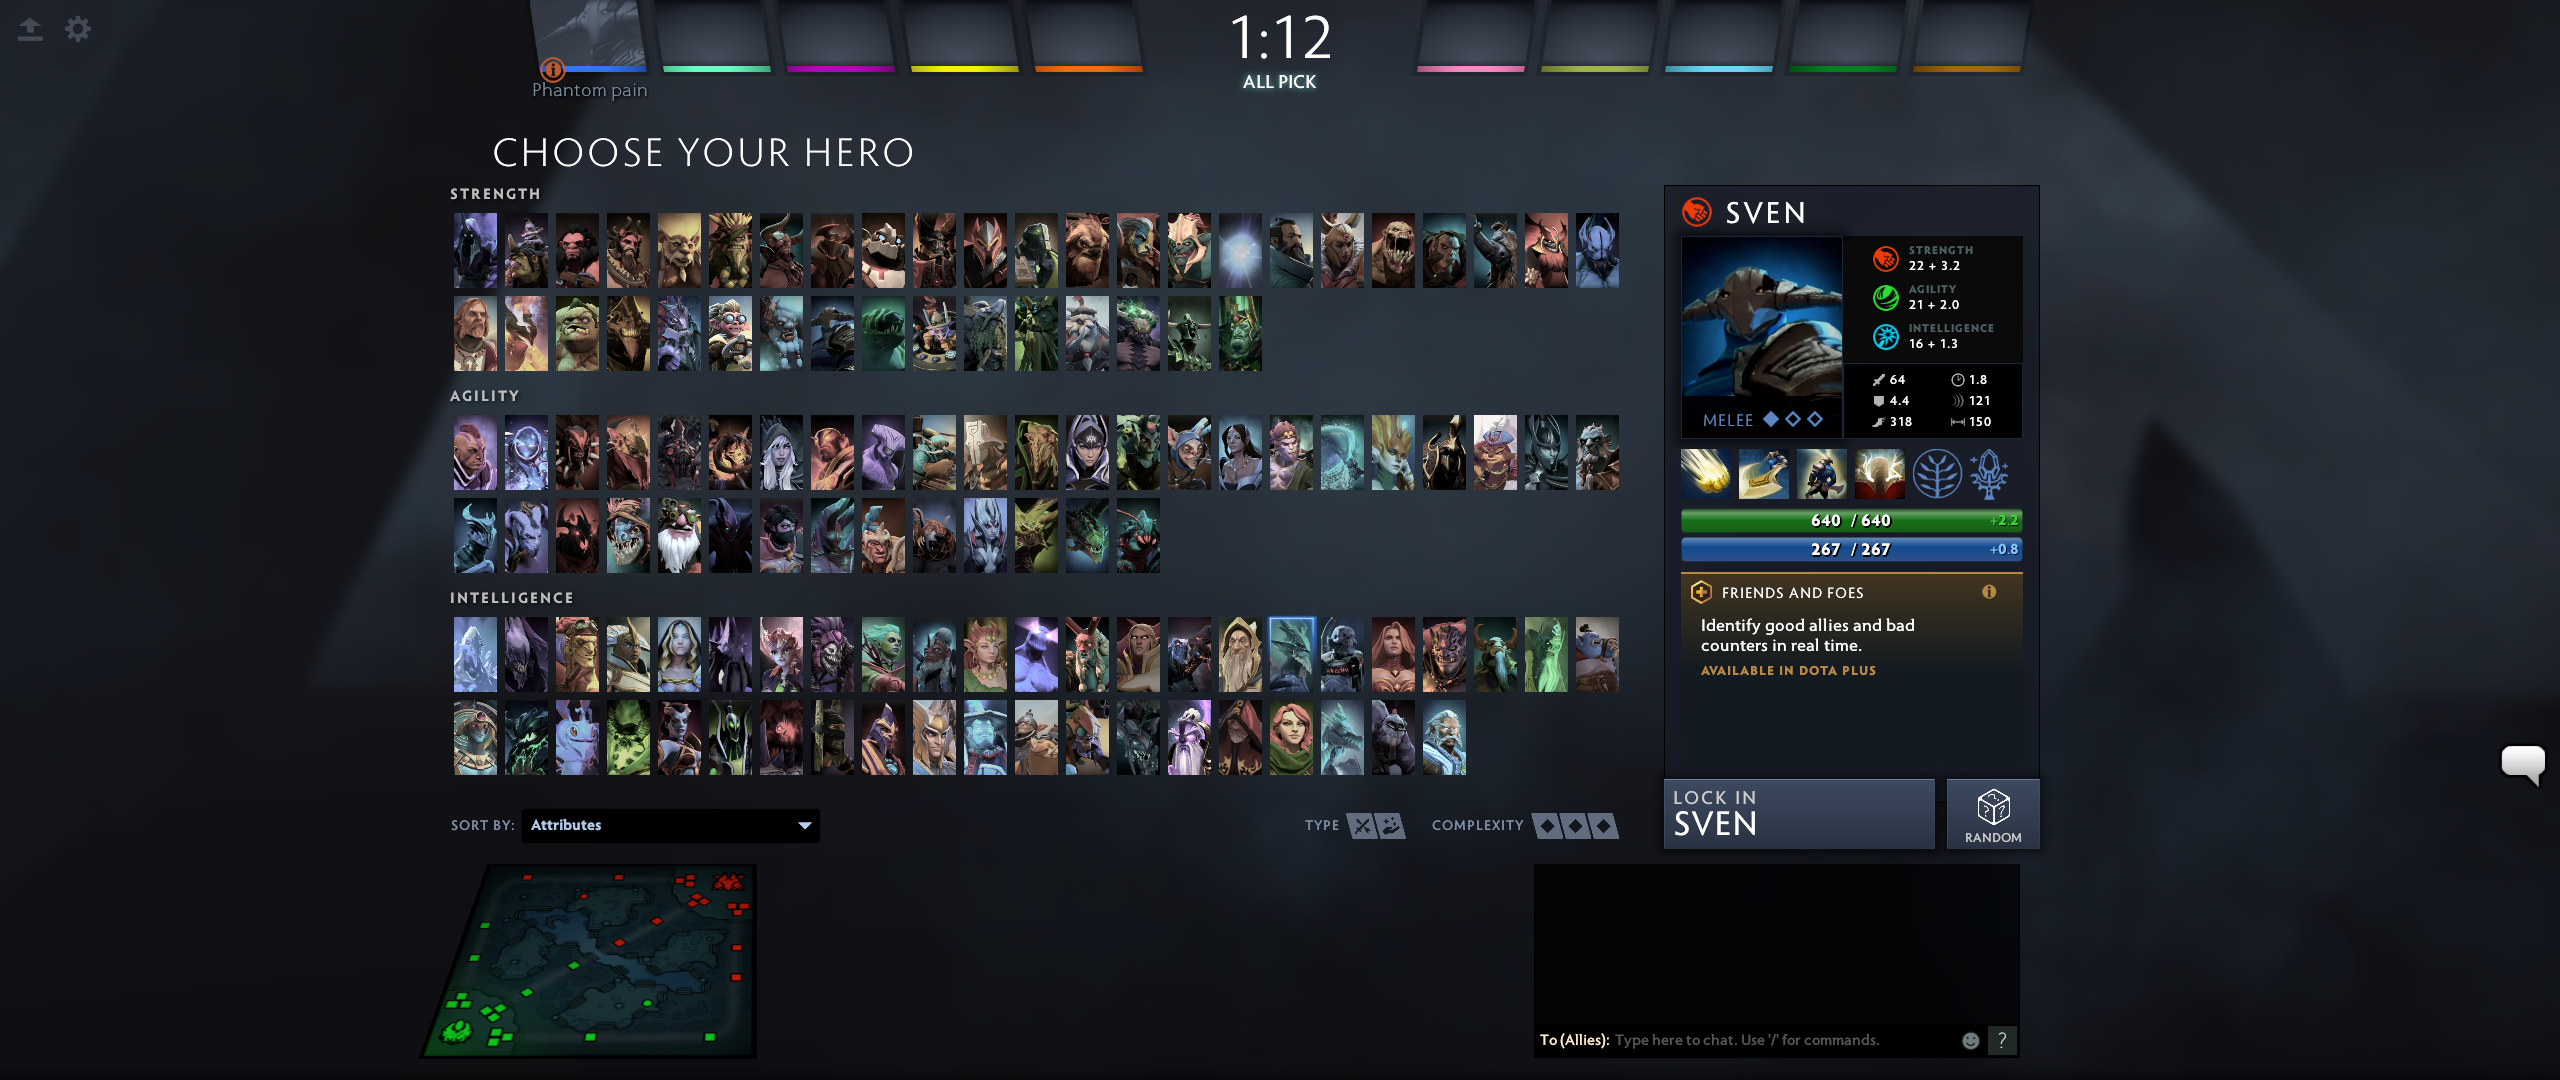 1:12
ALL PICK
Phantom pain
CHOOSE YOUR HERO
STRENGTH
AGILITY
INTELLIGENCE
SORT BY: Attributes
TYPE
COMPLEXITY
SVEN
STRENGTH
22 + 3.2
AGILITY
21 + 2.0
INTELLIGENCE
16 + 1.3
MELEE
64 1.8
4.4 121
318 150
640 / 640 +2.2
267 / 267 +0.8
FRIENDS AND FOES
Identify good allies and bad
counters in real time.
AVAILABLE IN DOTA PLUS
LOCK IN
SVEN
RANDOM
To (Allies): Type here to chat. Use '/' for commands. ?